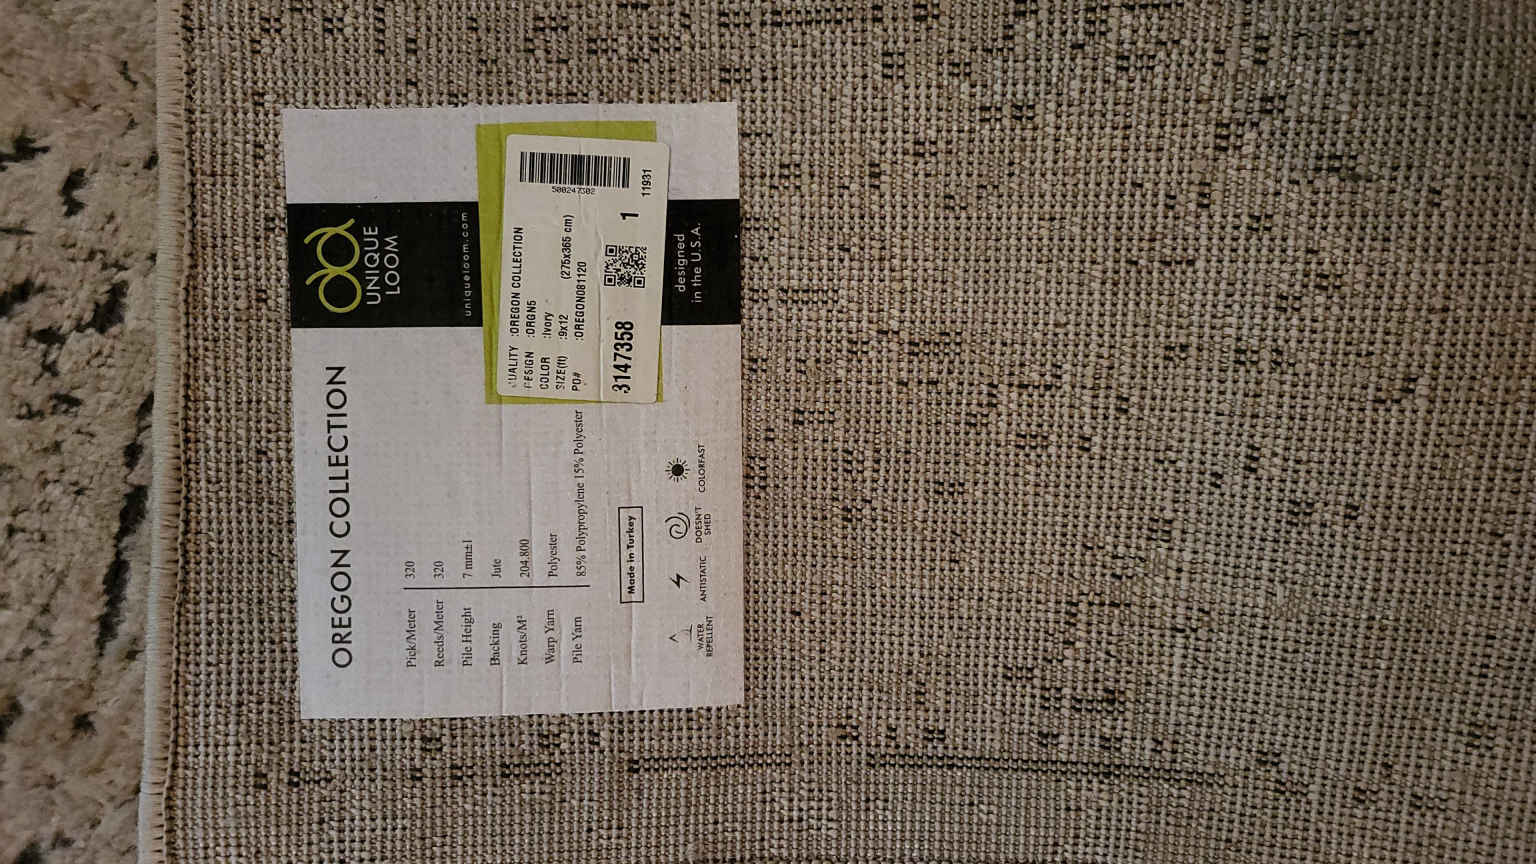 UNIQUE
LOOM
uniqueloom.com
500247302
11931
:OREGON COLLECTION
DESIGN :ORGN5
COLOR :Ivory
SIZE(ft) :9x12 (275x365 cm)
PO# :OREGON081120
3147358 1
designed
in the U.S.A.
OREGON COLLECTION
Pick/Meter 320
Reeds/Meter 320
Pile Height 7 mm±1
Backing Jute
Knots/M² 204.800
Warp Yarn Polyester
Pile Yarn 85% Polypropylene 15% Polyester
Made in Turkey
WATER
REPELLENT
ANTISTATIC
DOESN'T
SHED
COLORFAST